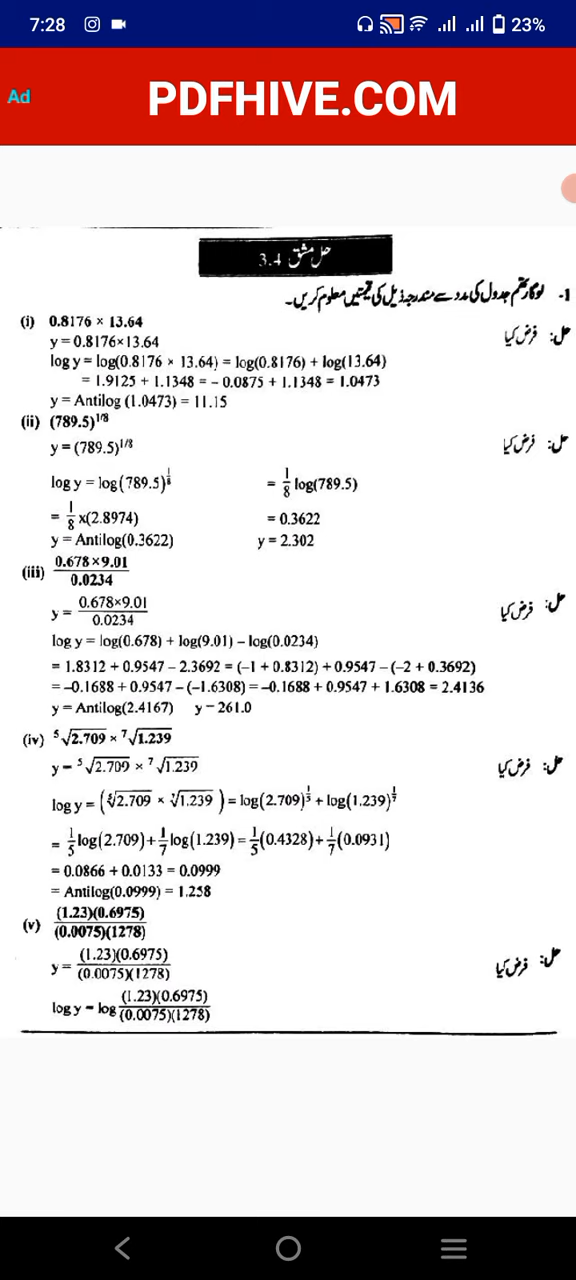 7:28 23%
Ad PDFHIVE.COM
حل مشق 3.4
1- لوگارتھم جدول کی مدد سے مندرجہ ذیل کی قیمتیں معلوم کریں۔
(i) 0.8176 × 13.64
حل: فرض کیا
y = 0.8176×13.64
log y = log(0.8176 × 13.64) = log(0.8176) + log(13.64)
= 1.9125 + 1.1348 = – 0.0875 + 1.1348 = 1.0473
y = Antilog (1.0473) = 11.15
(ii) (789.5)^1/8
حل: فرض کیا
y = (789.5)^1/8
log y = log(789.5)^1/8 = 1/8 log(789.5)
= 1/8 x(2.8974) = 0.3622
y = Antilog(0.3622) y = 2.302
(iii) 0.678×9.01 / 0.0234
حل: فرض کیا
y = 0.678×9.01 / 0.0234
log y = log(0.678) + log(9.01) – log(0.0234)
= 1.8312 + 0.9547 – 2.3692 = (–1 + 0.8312) + 0.9547 –(–2 + 0.3692)
= –0.1688 + 0.9547 – (–1.6308) = –0.1688 + 0.9547 + 1.6308 = 2.4136
y = Antilog(2.4167) y = 261.0
(iv) ⁵√2.709 × ⁷√1.239
حل: فرض کیا
y = ⁵√2.709 × ⁷√1.239
log y = (⁵√2.709 × ⁷√1.239) = log(2.709)^1/5 + log(1.239)^1/7
= 1/5 log(2.709) + 1/7 log(1.239) = 1/5 (0.4328) + 1/7 (0.0931)
= 0.0866 + 0.0133 = 0.0999
= Antilog(0.0999) = 1.258
(v) (1.23)(0.6975) / (0.0075)(1278)
حل: فرض کیا
y = (1.23)(0.6975) / (0.0075)(1278)
log y = log (1.23)(0.6975) / (0.0075)(1278)